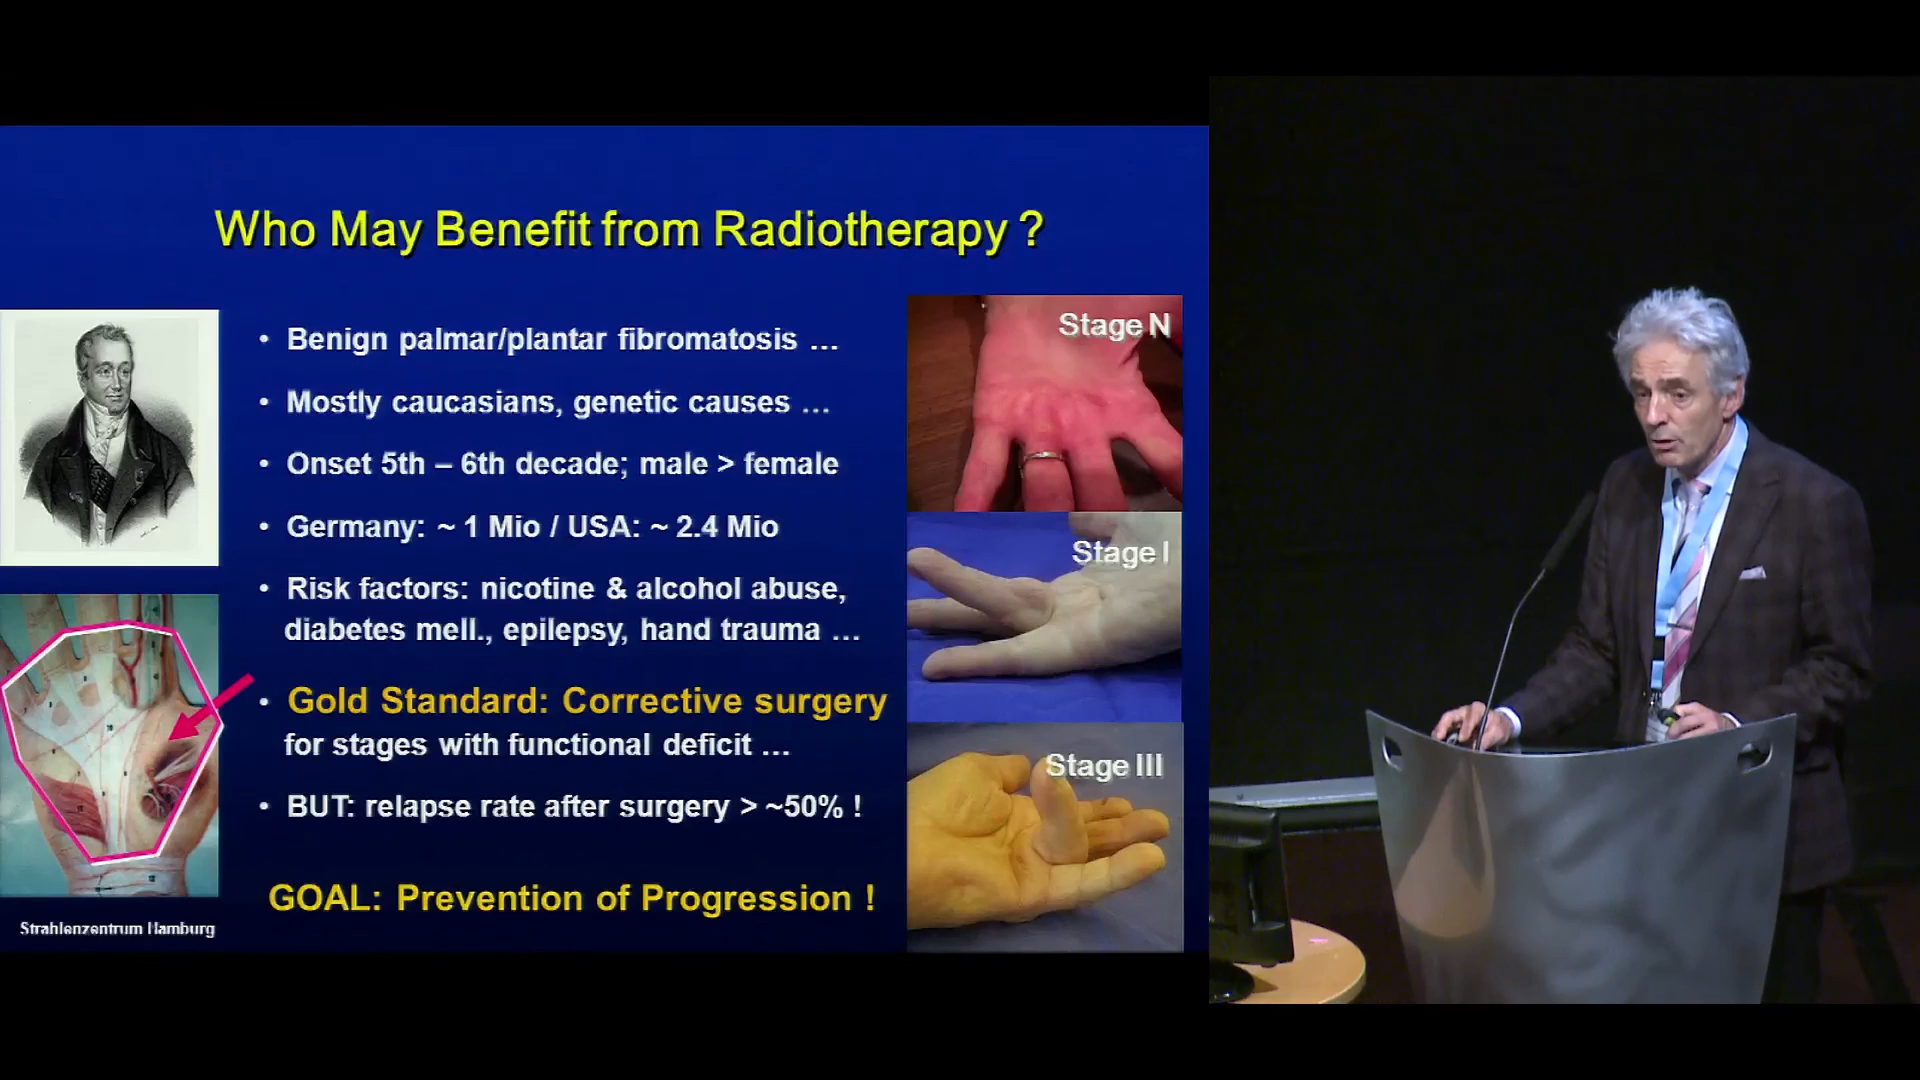 Who May Benefit from Radiotherapy ?
• Benign palmar/plantar fibromatosis ...
• Mostly caucasians, genetic causes ...
• Onset 5th – 6th decade; male > female
• Germany: ~ 1 Mio / USA: ~ 2.4 Mio
• Risk factors: nicotine & alcohol abuse,
diabetes mell., epilepsy, hand trauma ...
• Gold Standard: Corrective surgery
for stages with functional deficit ...
• BUT: relapse rate after surgery > ~50% !
GOAL: Prevention of Progression !
Strahlenzentrum Hamburg
Stage N
Stage I
Stage III